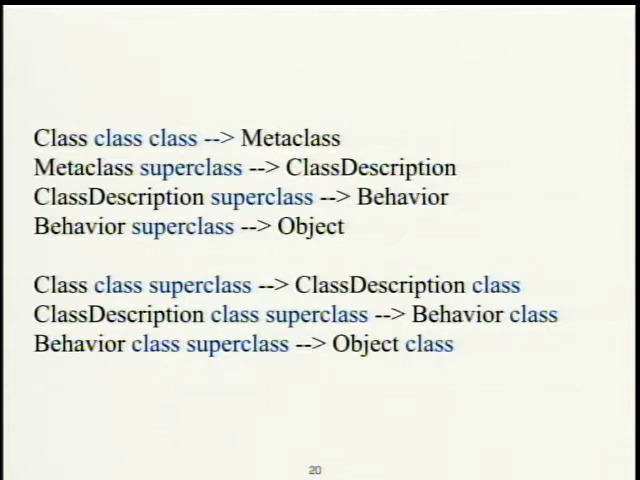 Class class class --> Metaclass
Metaclass superclass --> ClassDescription
ClassDescription superclass --> Behavior
Behavior superclass --> Object
Class class superclass --> ClassDescription class
ClassDescription class superclass --> Behavior class
Behavior class superclass --> Object class
20